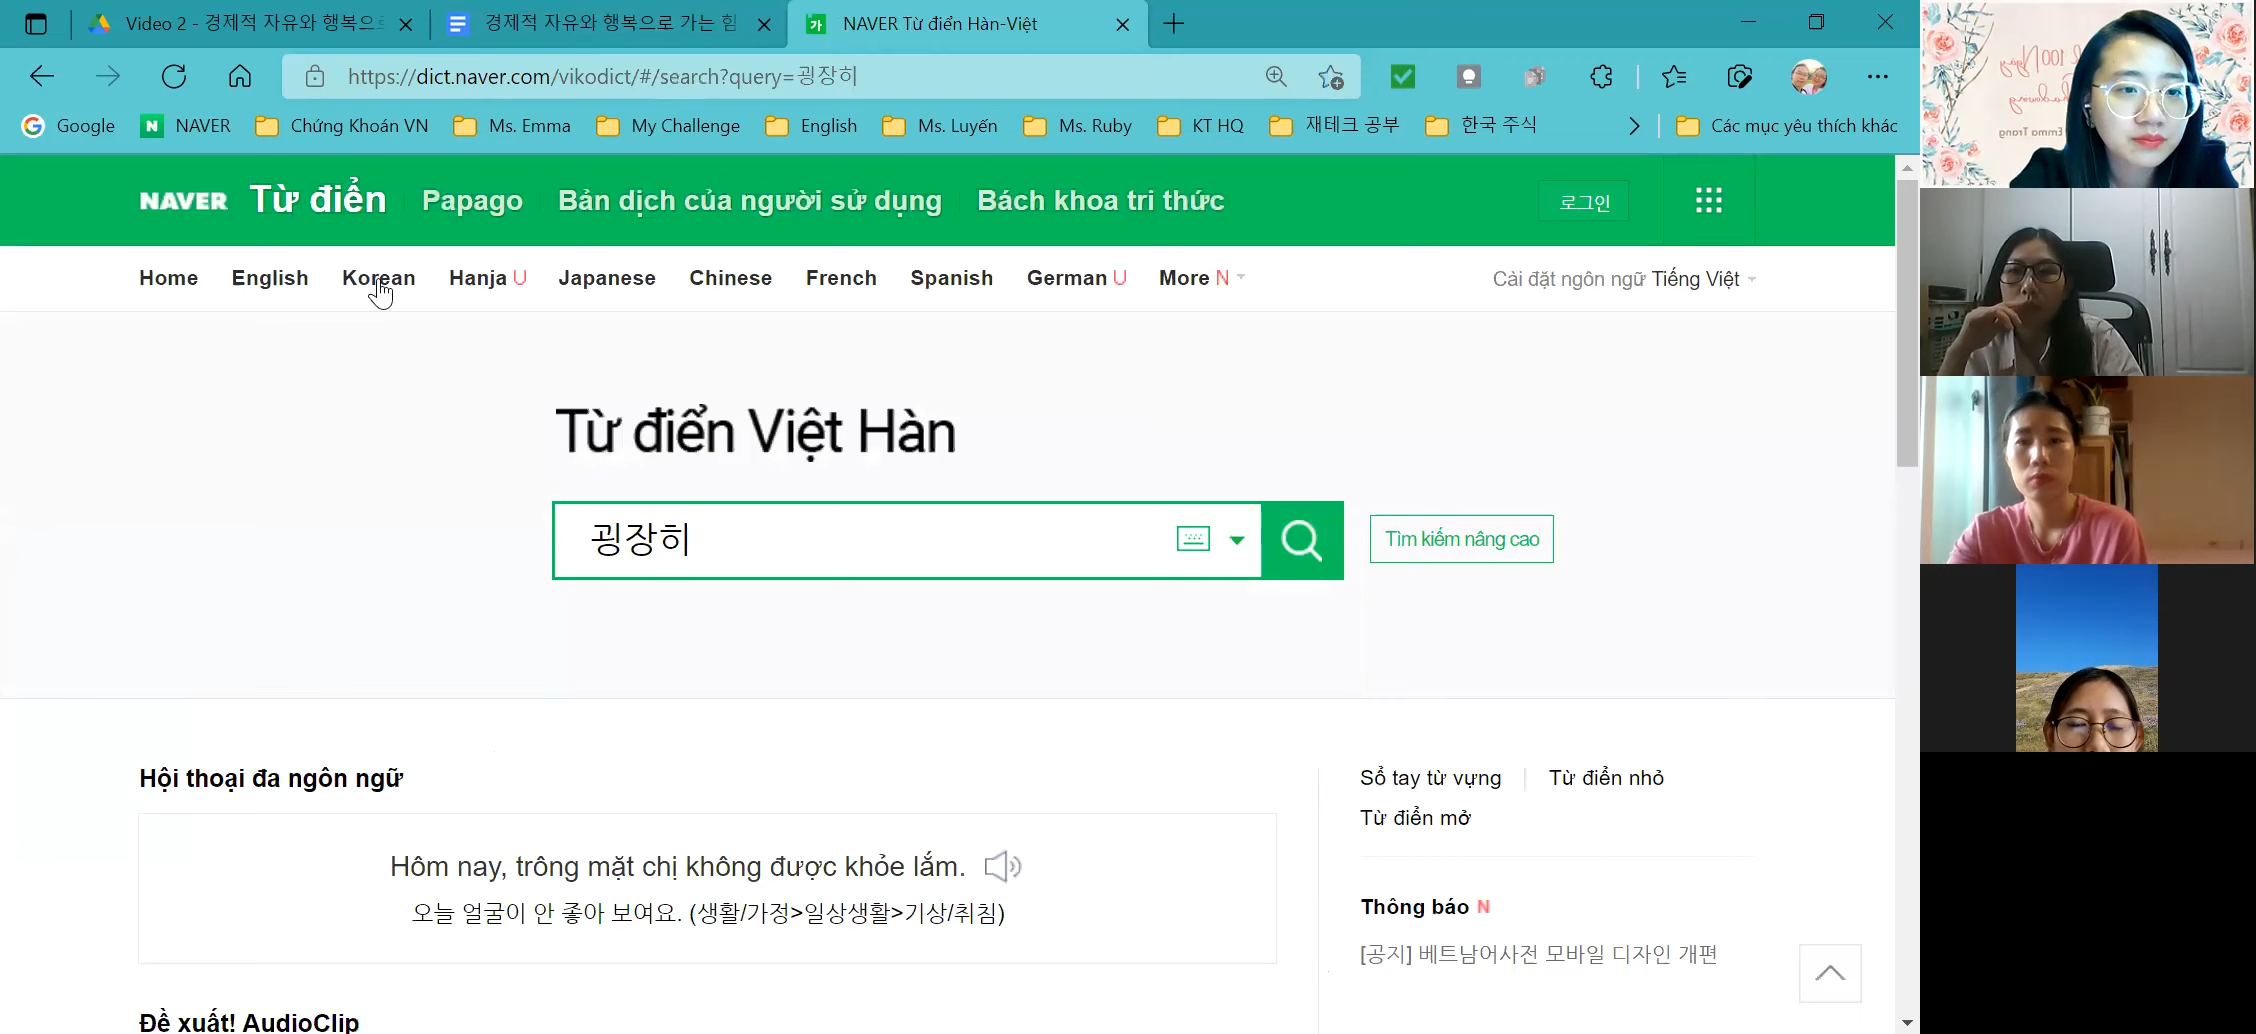 Video 2 - 경제적 자유와 행복으로
경제적 자유와 행복으로 가는 힘
NAVER Từ điển Hàn-Việt
https://dict.naver.com/vikodict/#/search?query=굉장히
Google
NAVER
Chứng Khoán VN
Ms. Emma
My Challenge
English
Ms. Luyến
Ms. Ruby
KT HQ
재테크 공부
한국 주식
Các mục yêu thích khác
NAVER Từ điển
Papago
Bản dịch của người sử dụng
Bách khoa tri thức
로그인
Home
English
Korean
Hanja U
Japanese
Chinese
French
Spanish
German U
More N
Cài đặt ngôn ngữ Tiếng Việt
Từ điển Việt Hàn
굉장히
Tìm kiếm nâng cao
Hội thoại đa ngôn ngữ
Hôm nay, trông mặt chị không được khỏe lắm.
오늘 얼굴이 안 좋아 보여요. (생활/가정>일상생활>기상/취침)
Đề xuất! AudioClip
Sổ tay từ vựng
Từ điển nhỏ
Từ điển mở
Thông báo N
[공지] 베트남어사전 모바일 디자인 개편
100 Ngày
Emma Trang